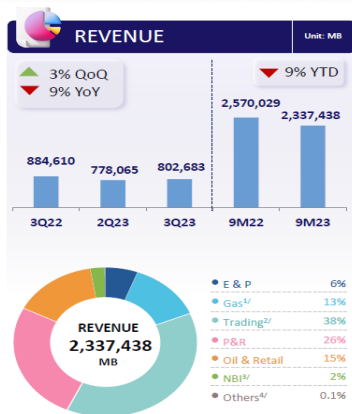 REVENUE
Unit: MB
3% QoQ
9% YoY
9% YTD
2,570,029
2,337,438
884,610
778,065
802,683
3Q22 2Q23 3Q23 9M22 9M23
REVENUE
2,337,438
MB
E & P 6%
Gas¹/ 13%
Trading²/ 38%
P&R 26%
Oil & Retail 15%
NBI³/ 2%
Others⁴/ 0.1%